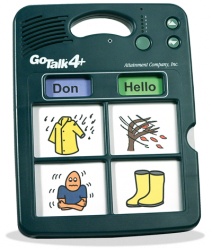 GoTalk4+
Attainment Company, Inc.
Don Hello